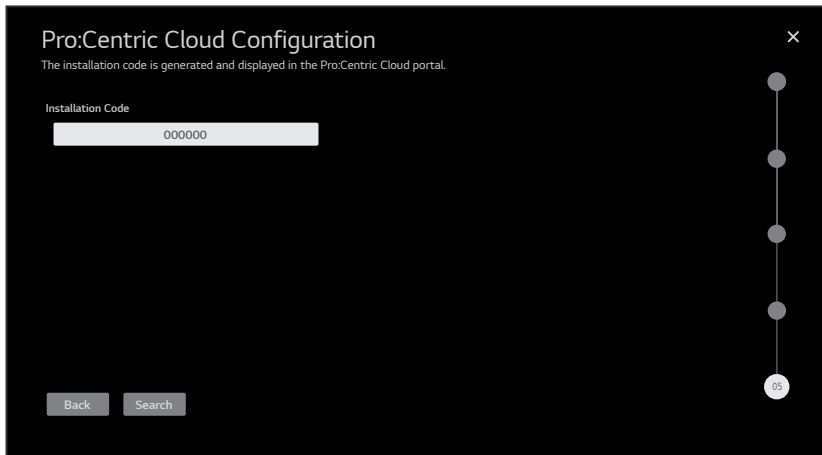 Pro:Centric Cloud Configuration
The installation code is generated and displayed in the Pro:Centric Cloud portal.
Installation Code
000000
05
Back Search